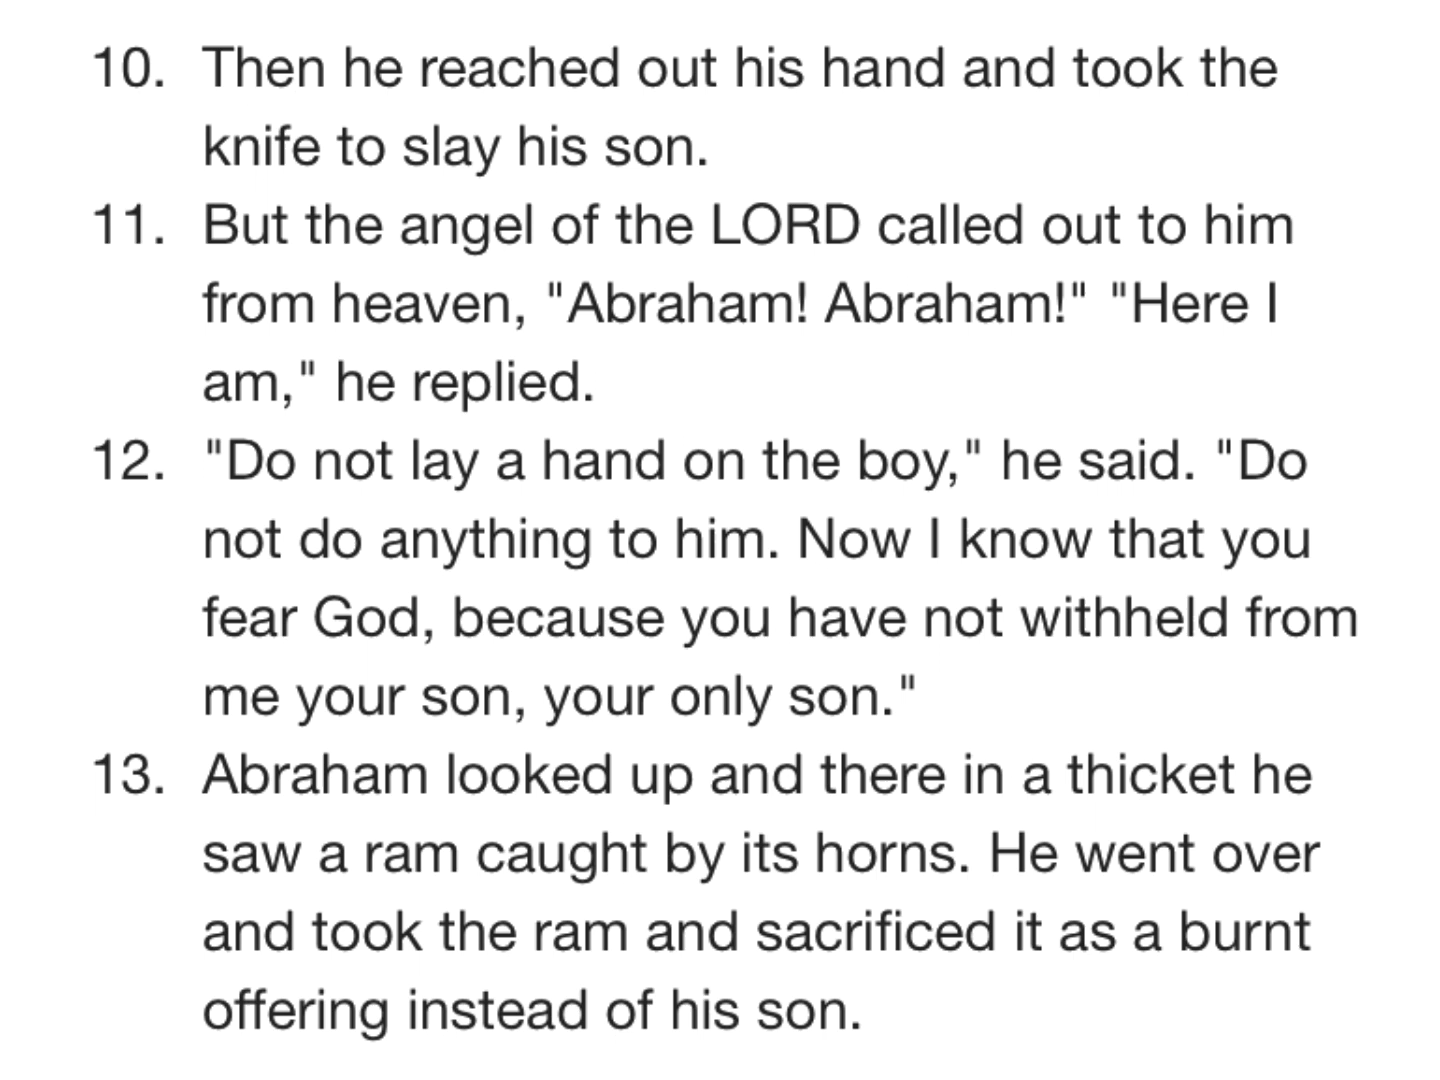 10. Then he reached out his hand and took the
knife to slay his son.
11. But the angel of the LORD called out to him
from heaven, "Abraham! Abraham!" "Here I
am," he replied.
12. "Do not lay a hand on the boy," he said. "Do
not do anything to him. Now I know that you
fear God, because you have not withheld from
me your son, your only son."
13. Abraham looked up and there in a thicket he
saw a ram caught by its horns. He went over
and took the ram and sacrificed it as a burnt
offering instead of his son.